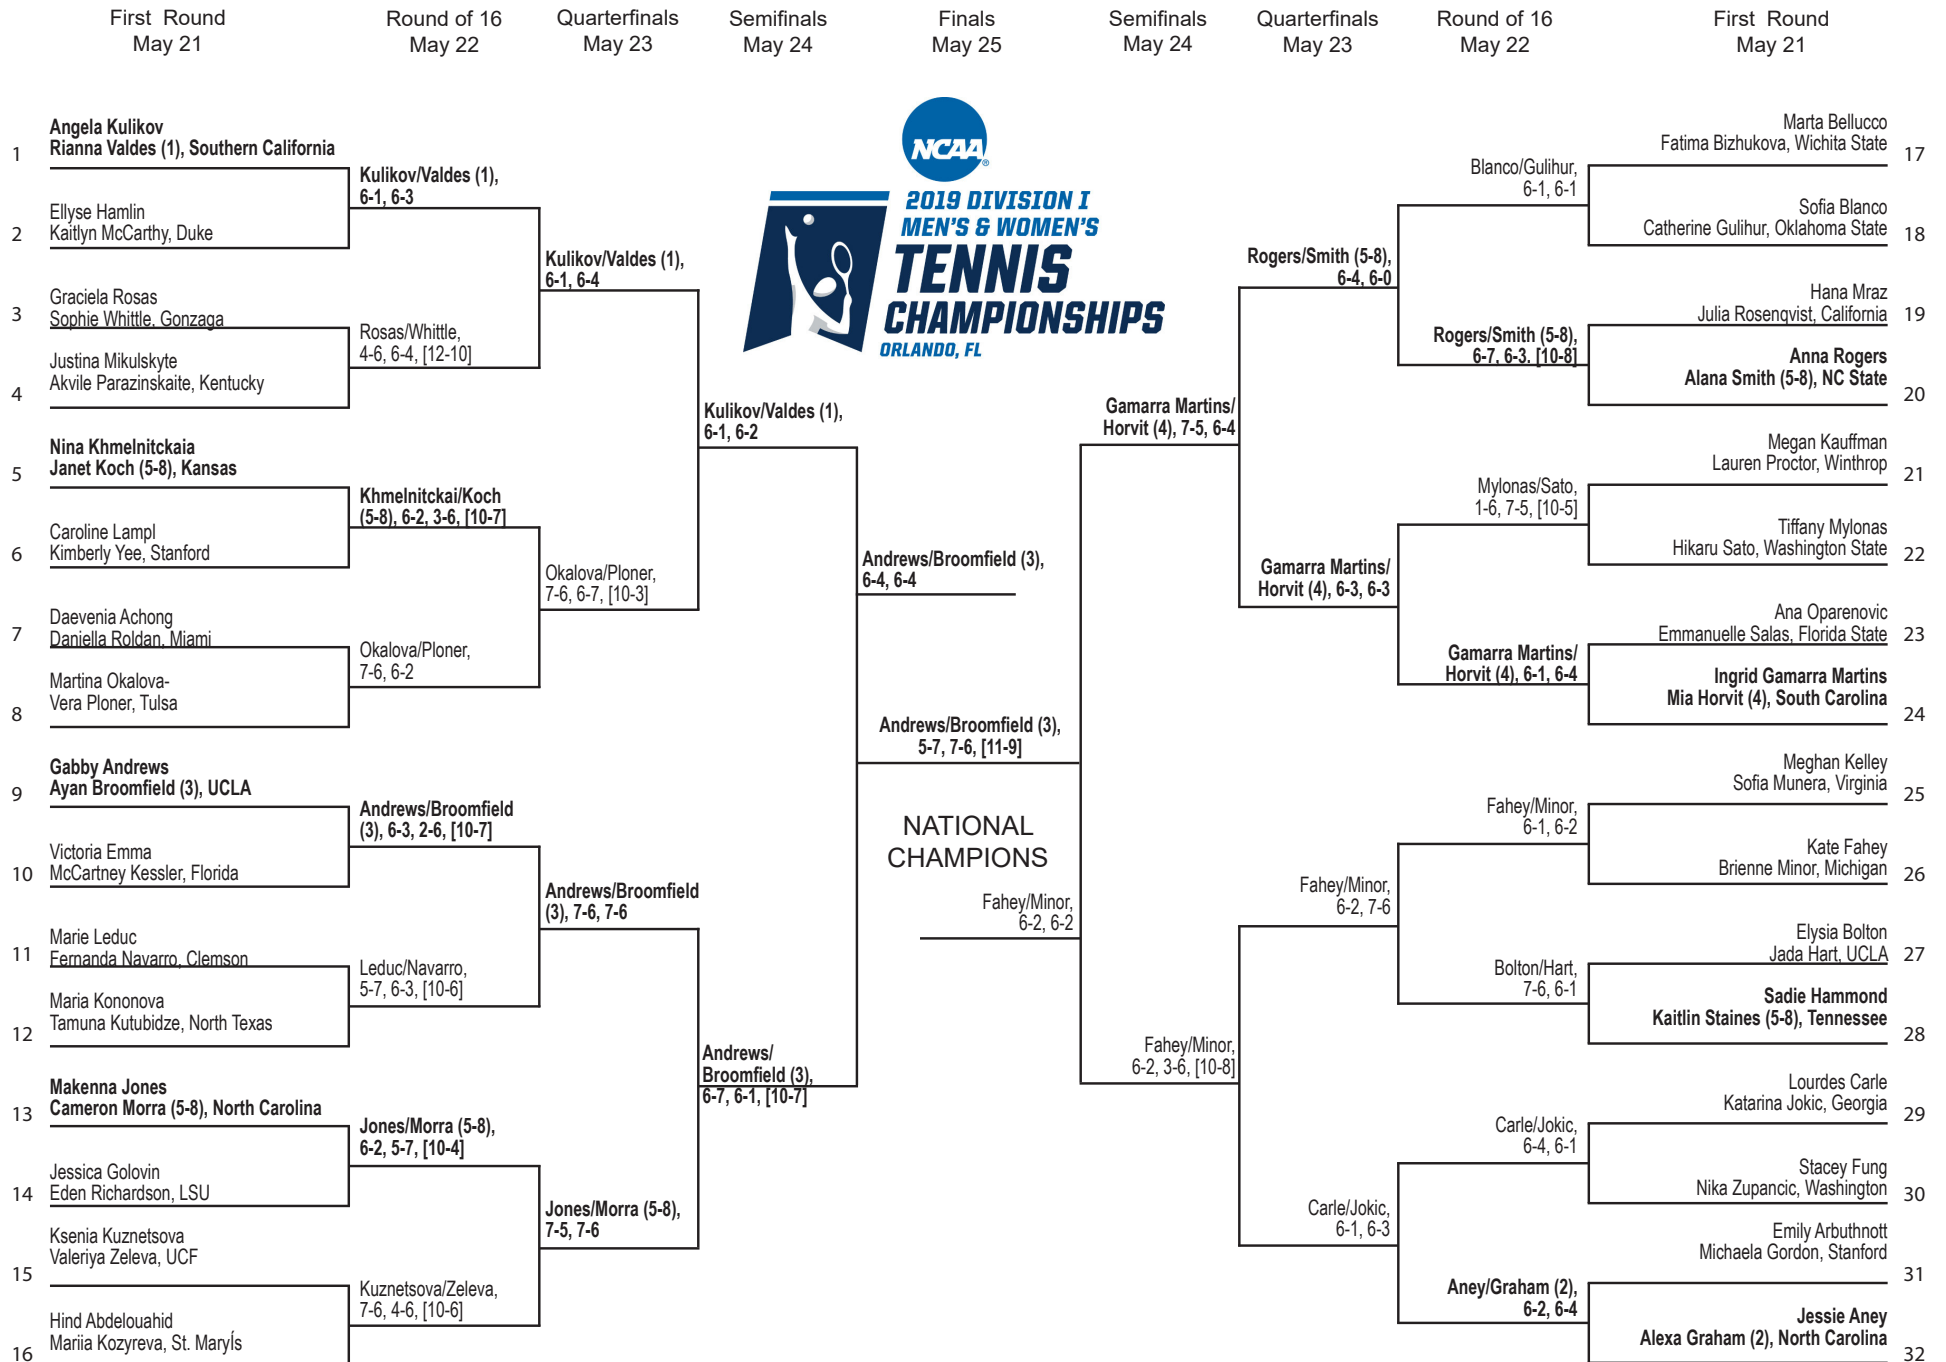 First Round
May 21
Round of 16
May 22
Quarterfinals
May 23
Semifinals
May 24
Finals
May 25
Semifinals
May 24
Quarterfinals
May 23
Round of 16
May 22
First Round
May 21
NCAA®
2019 DIVISION I
MEN'S & WOMEN'S
TENNIS
CHAMPIONSHIPS
ORLANDO, FL
Angela Kulikov
1 Rianna Valdes (1), Southern California
Ellyse Hamlin
2 Kaitlyn McCarthy, Duke
Graciela Rosas
3 Sophie Whittle, Gonzaga
Justina Mikulskyte
4 Akvile Parazinskaite, Kentucky
Nina Khmelnitckaia
5 Janet Koch (5-8), Kansas
Caroline Lampl
6 Kimberly Yee, Stanford
Daevenia Achong
7 Daniella Roldan, Miami
Martina Okalova-
8 Vera Ploner, Tulsa
Gabby Andrews
9 Ayan Broomfield (3), UCLA
Victoria Emma
10 McCartney Kessler, Florida
Marie Leduc
11 Fernanda Navarro, Clemson
Maria Kononova
12 Tamuna Kutubidze, North Texas
Makenna Jones
13 Cameron Morra (5-8), North Carolina
Jessica Golovin
14 Eden Richardson, LSU
Ksenia Kuznetsova
15 Valeriya Zeleva, UCF
Hind Abdelouahid
16 Mariia Kozyreva, St. MaryÍs
Kulikov/Valdes (1),
6-1, 6-3
Rosas/Whittle,
4-6, 6-4, [12-10]
Khmelnitckai/Koch
(5-8), 6-2, 3-6, [10-7]
Okalova/Ploner,
7-6, 6-2
Andrews/Broomfield
(3), 6-3, 2-6, [10-7]
Leduc/Navarro,
5-7, 6-3, [10-6]
Jones/Morra (5-8),
6-2, 5-7, [10-4]
Kuznetsova/Zeleva,
7-6, 4-6, [10-6]
Kulikov/Valdes (1),
6-1, 6-4
Okalova/Ploner,
7-6, 6-7, [10-3]
Andrews/Broomfield
(3), 7-6, 7-6
Jones/Morra (5-8),
7-5, 7-6
Kulikov/Valdes (1),
6-1, 6-2
Andrews/
Broomfield (3),
6-7, 6-1, [10-7]
Andrews/Broomfield (3),
6-4, 6-4
Andrews/Broomfield (3),
5-7, 7-6, [11-9]
NATIONAL
CHAMPIONS
Fahey/Minor,
6-2, 6-2
Gamarra Martins/
Horvit (4), 7-5, 6-4
Fahey/Minor,
6-2, 3-6, [10-8]
Rogers/Smith (5-8),
6-4, 6-0
Gamarra Martins/
Horvit (4), 6-3, 6-3
Fahey/Minor,
6-2, 7-6
Carle/Jokic,
6-1, 6-3
Blanco/Gulihur,
6-1, 6-1
Rogers/Smith (5-8),
6-7, 6-3, [10-8]
Mylonas/Sato,
1-6, 7-5, [10-5]
Gamarra Martins/
Horvit (4), 6-1, 6-4
Fahey/Minor,
6-1, 6-2
Bolton/Hart,
7-6, 6-1
Carle/Jokic,
6-4, 6-1
Aney/Graham (2),
6-2, 6-4
Marta Bellucco
Fatima Bizhukova, Wichita State 17
Sofia Blanco
Catherine Gulihur, Oklahoma State 18
Hana Mraz
Julia Rosenqvist, California 19
Anna Rogers
Alana Smith (5-8), NC State 20
Megan Kauffman
Lauren Proctor, Winthrop 21
Tiffany Mylonas
Hikaru Sato, Washington State 22
Ana Oparenovic
Emmanuelle Salas, Florida State 23
Ingrid Gamarra Martins
Mia Horvit (4), South Carolina 24
Meghan Kelley
Sofia Munera, Virginia 25
Kate Fahey
Brienne Minor, Michigan 26
Elysia Bolton
Jada Hart, UCLA 27
Sadie Hammond
Kaitlin Staines (5-8), Tennessee 28
Lourdes Carle
Katarina Jokic, Georgia 29
Stacey Fung
Nika Zupancic, Washington 30
Emily Arbuthnott
Michaela Gordon, Stanford 31
Jessie Aney
Alexa Graham (2), North Carolina 32